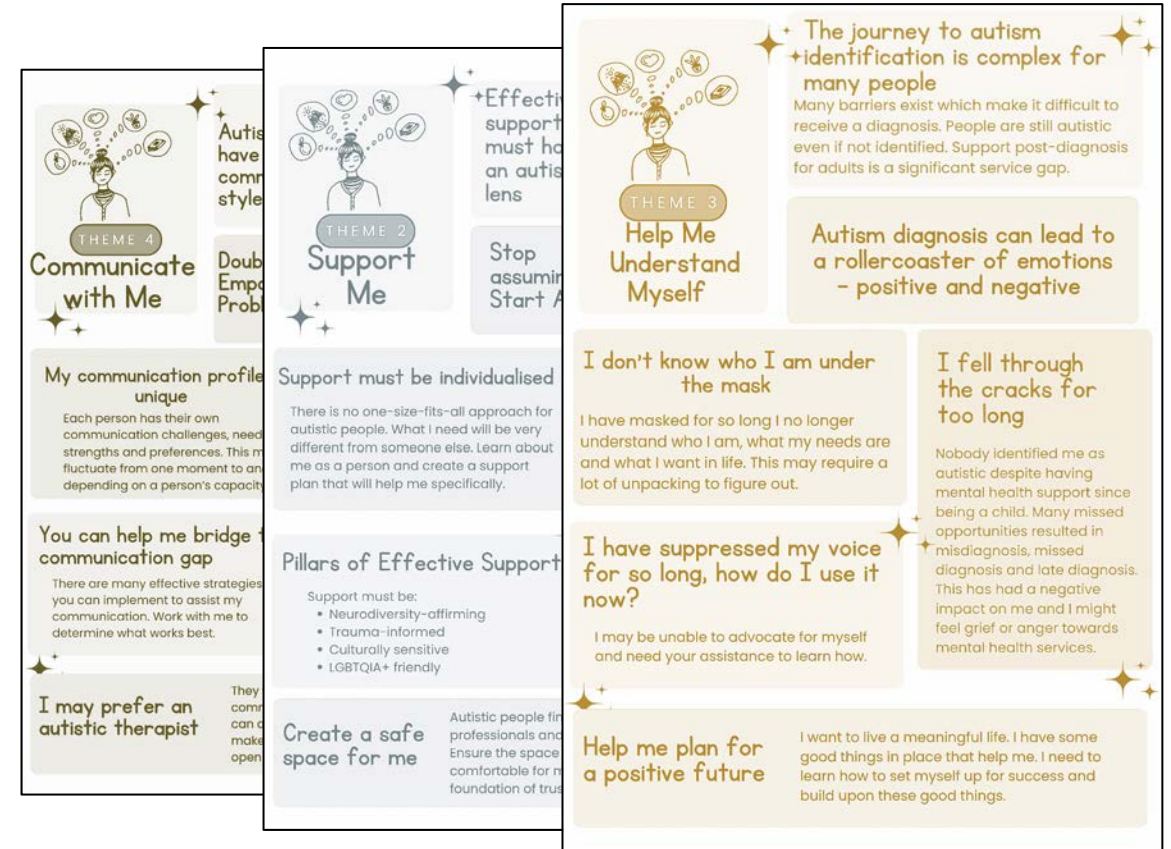 Autis
have
comm
style
THEME 4
Communicate
with Me
Doub
Empa
Probl
My communication profile
unique
Each person has their own
communication challenges, need
strengths and preferences. This m
fluctuate from one moment to an
depending on a person's capacity
You can help me bridge t
communication gap
There are many effective strategies
you can implement to assist my
communication. Work with me to
determine what works best.
I may prefer an
autistic therapist
They
comm
can c
make
open
Effecti
support
must ha
an autis
lens
THEME 2
Support
Me
Stop
assumin
Start A
Support must be individualised
There is no one-size-fits-all approach for
autistic people. What I need will be very
different from someone else. Learn about
me as a person and create a support
plan that will help me specifically.
Pillars of Effective Support
Support must be:
• Neurodiversity-affirming
• Trauma-informed
• Culturally sensitive
• LGBTQIA+ friendly
Create a safe
space for me
Autistic people fin
professionals and
Ensure the space
comfortable for m
foundation of trus
The journey to autism
identification is complex for
many people
Many barriers exist which make it difficult to
receive a diagnosis. People are still autistic
even if not identified. Support post-diagnosis
for adults is a significant service gap.
THEME 3
Help Me
Understand
Myself
Autism diagnosis can lead to
a rollercoaster of emotions
– positive and negative
I don't know who I am under
the mask
I have masked for so long I no longer
understand who I am, what my needs are
and what I want in life. This may require a
lot of unpacking to figure out.
I fell through
the cracks for
too long
Nobody identified me as
autistic despite having
mental health support since
being a child. Many missed
opportunities resulted in
misdiagnosis, missed
diagnosis and late diagnosis.
This has had a negative
impact on me and I might
feel grief or anger towards
mental health services.
I have suppressed my voice
for so long, how do I use it
now?
I may be unable to advocate for myself
and need your assistance to learn how.
Help me plan for
a positive future
I want to live a meaningful life. I have some
good things in place that help me. I need to
learn how to set myself up for success and
build upon these good things.